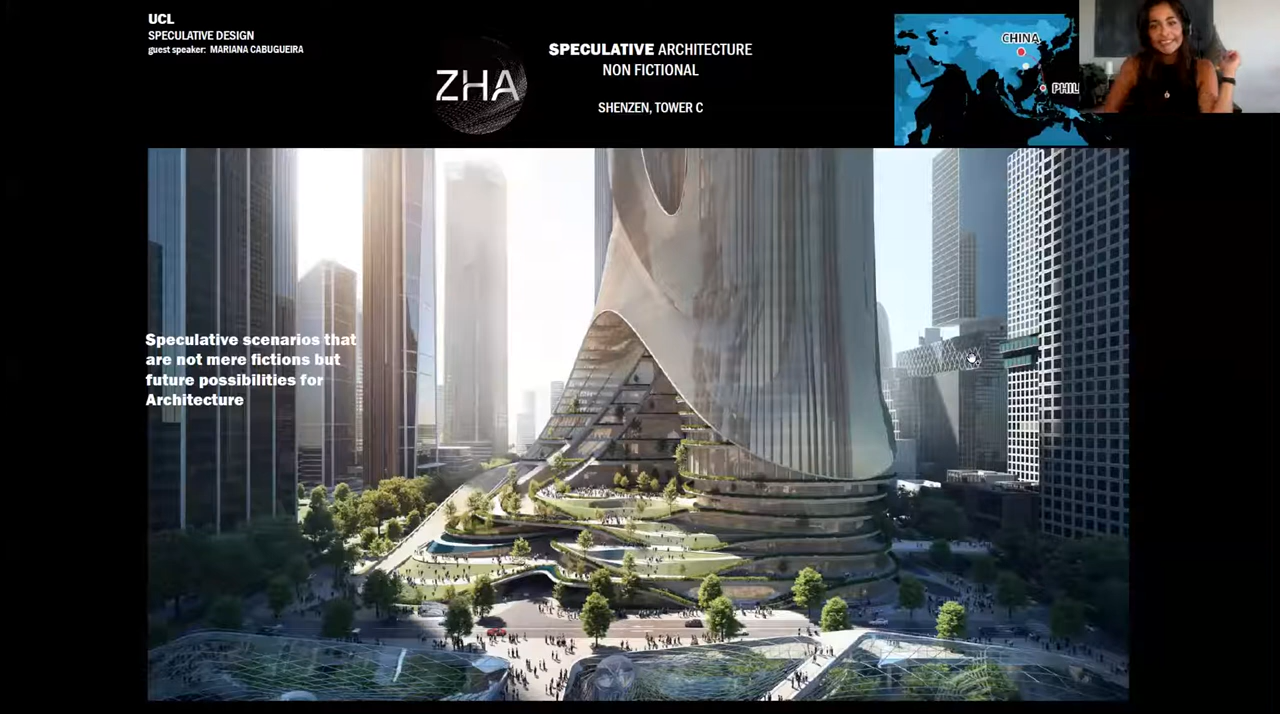 UCL
SPECULATIVE DESIGN
guest speaker: MARIANA CABUGUEIRA
ZHA
SPECULATIVE ARCHITECTURE
NON FICTIONAL
SHENZEN, TOWER C
CHINA
PHIL
Speculative scenarios that
are not mere fictions but
future possibilities for
Architecture